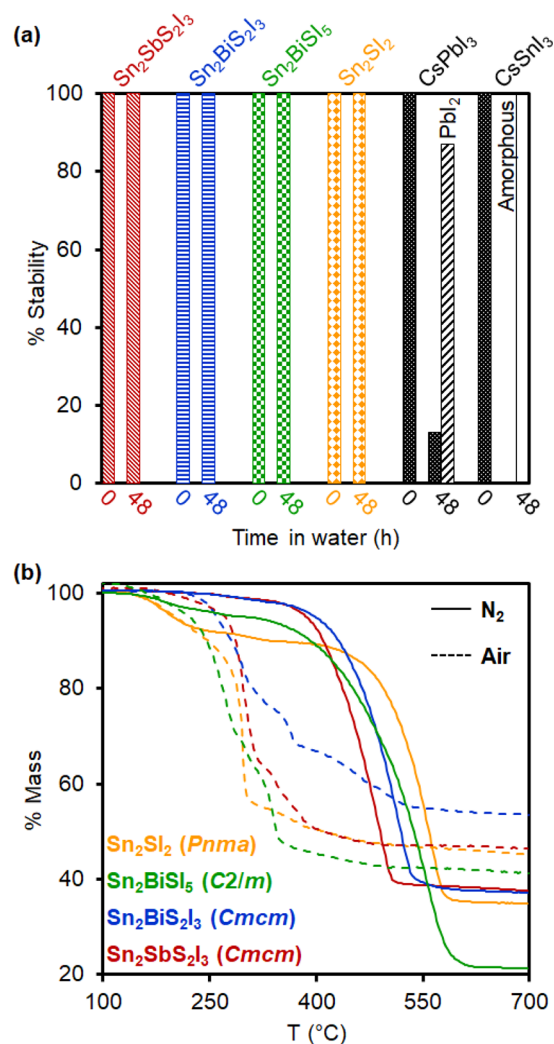 (a)
Sn₂SbS₂I₃ Sn₂BiS₂I₃ Sn₂BiSI₅ Sn₂SI₂ CsPbI₃ CsSnI₃
% Stability
100
80
60
40
20
0
PbI₂
Amorphous
0 48 0 48 0 48 0 48 0 48 0 48
Time in water (h)
(b)
% Mass
100
80
60
40
20
N₂
Air
Sn₂SI₂ (Pnma)
Sn₂BiSI₅ (C2/m)
Sn₂BiS₂I₃ (Cmcm)
Sn₂SbS₂I₃ (Cmcm)
100 250 400 550 700
T (°C)